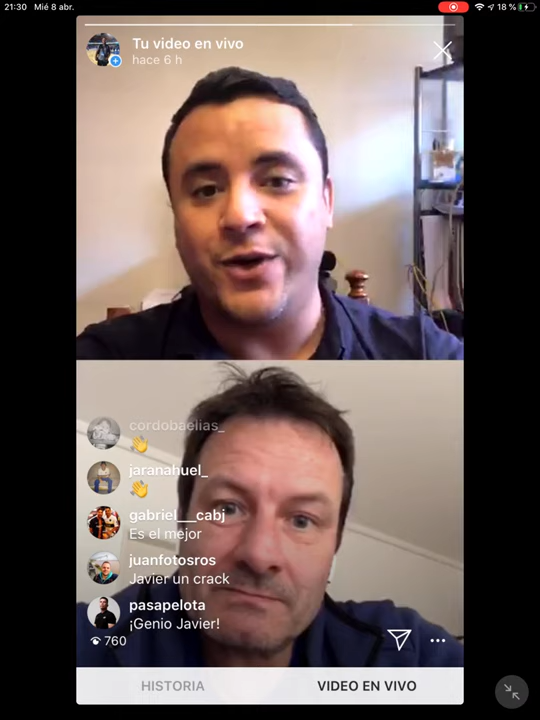 21:30 Mié 8 abr.
18 %
Tu video en vivo
hace 6 h
cordobaelias_
👏
jaranahuel_
👏
gabriel___cabj
Es el mejor
juanfotosros
Javier un crack
pasapelota
¡Genio Javier!
760
HISTORIA
VIDEO EN VIVO